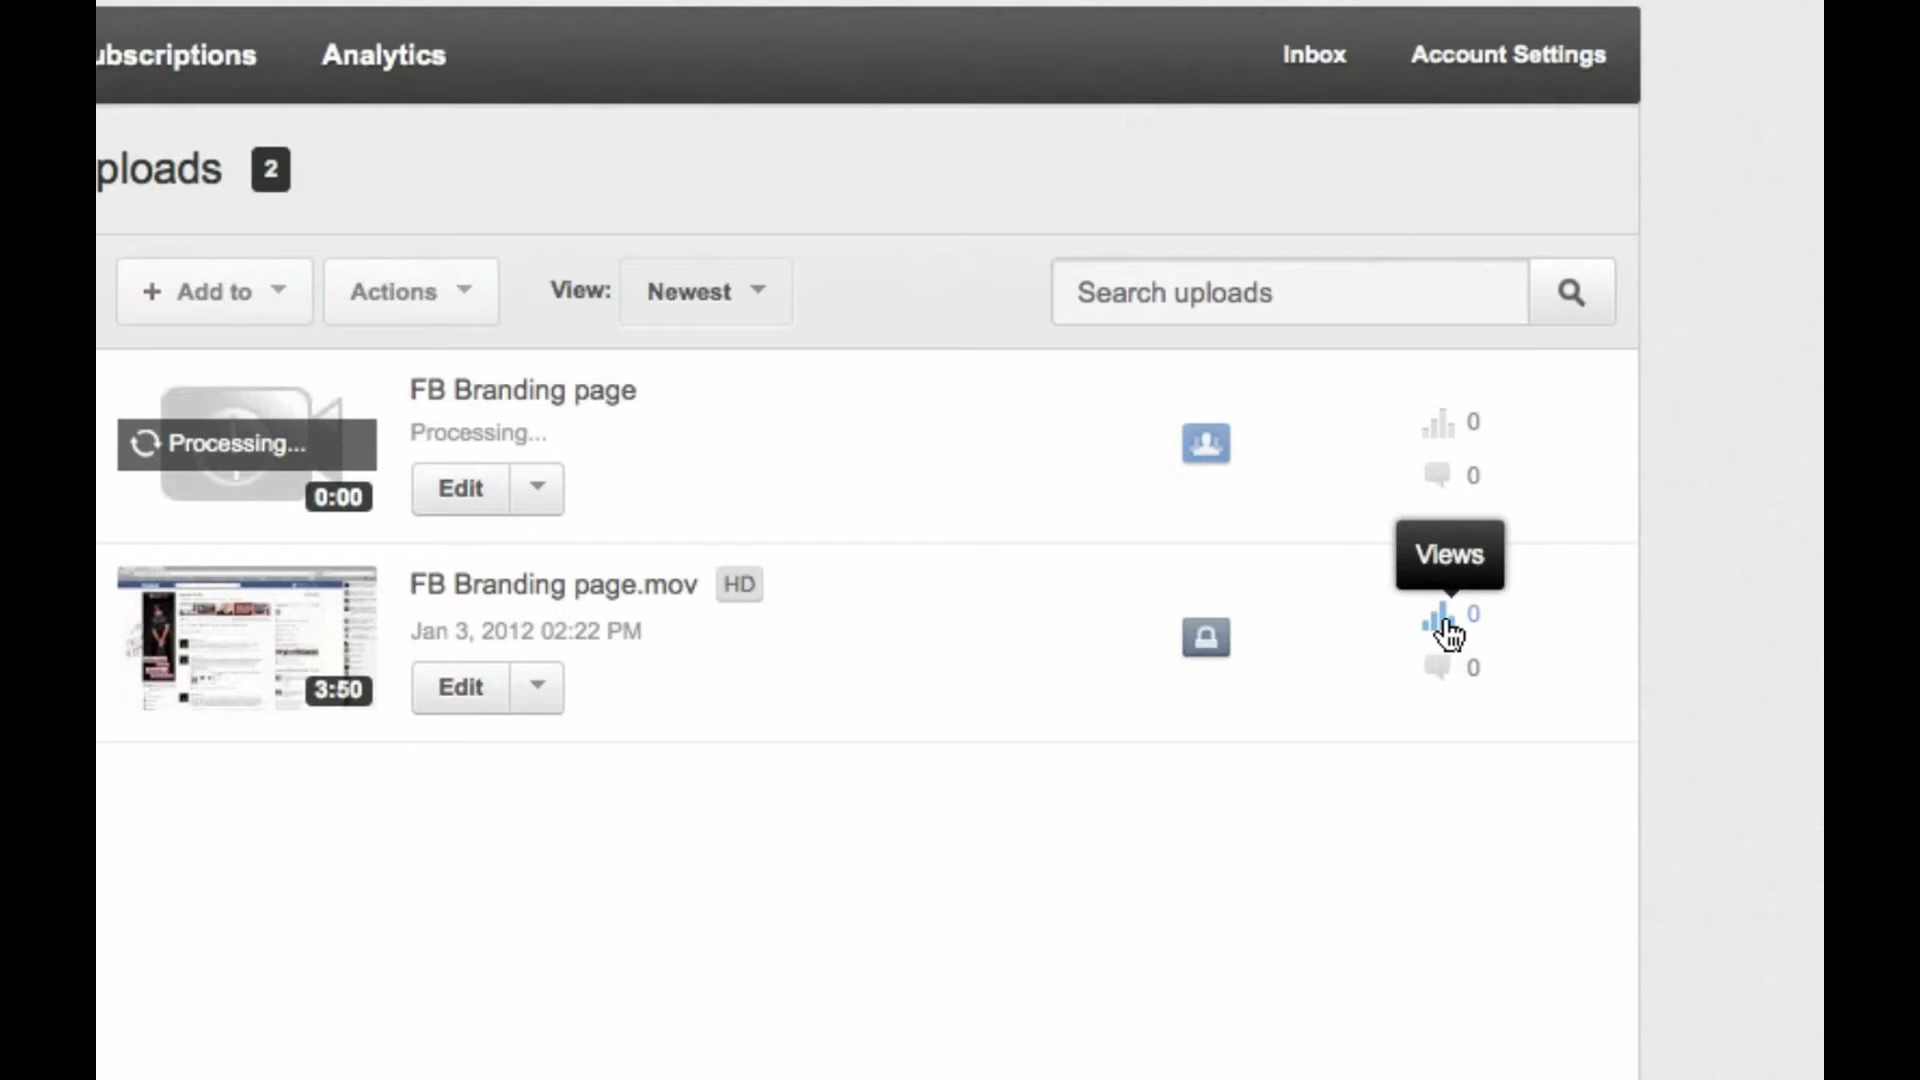 ubscriptions Analytics Inbox Account Settings
ploads 2
+ Add to Actions View: Newest Search uploads
FB Branding page
Processing...
Processing...
0:00
Edit
0
0
Views
FB Branding page.mov HD
Jan 3, 2012 02:22 PM
3:50
Edit
0
0